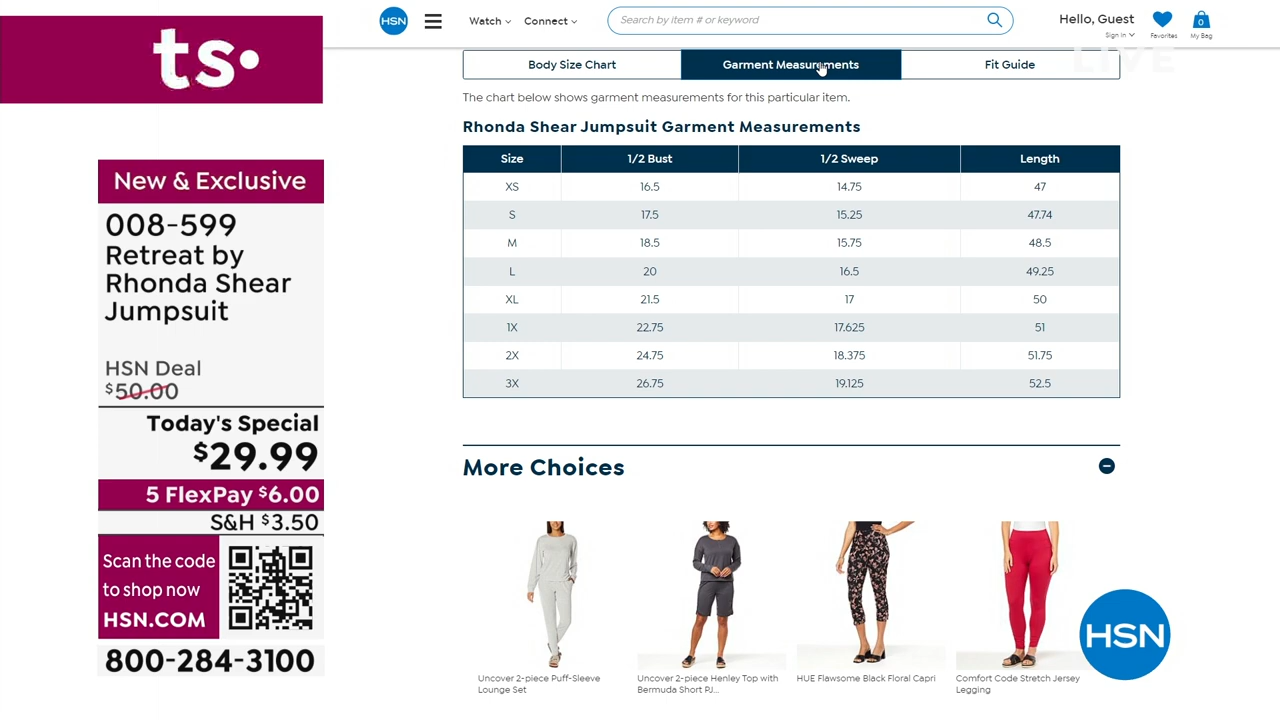 ts.
New & Exclusive
008-599
Retreat by
Rhonda Shear
Jumpsuit
HSN Deal
$50.00
Today's Special
$29.99
5 FlexPay $6.00
S&H $3.50
Scan the code
to shop now
HSN.COM
800-284-3100
HSN
Watch
Connect
Search by item # or keyword
Hello, Guest
Sign In
Favorites
0
My Bag
LIVE
Body Size Chart
Garment Measurements
Fit Guide
The chart below shows garment measurements for this particular item.
Rhonda Shear Jumpsuit Garment Measurements
Size 1/2 Bust 1/2 Sweep Length
XS 16.5 14.75 47
S 17.5 15.25 47.74
M 18.5 15.75 48.5
L 20 16.5 49.25
XL 21.5 17 50
1X 22.75 17.625 51
2X 24.75 18.375 51.75
3X 26.75 19.125 52.5
More Choices
Uncover 2-piece Puff-Sleeve
Lounge Set
Uncover 2-piece Henley Top with
Bermuda Short PJ...
HUE Flawsome Black Floral Capri
Comfort Code Stretch Jersey
Legging
HSN